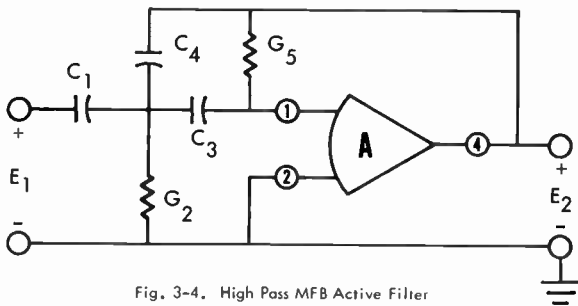 C4
G5
C1
C3
1
+
A
4
+
E1
2
G2
E2
-
-
Fig. 3-4. High Pass MFB Active Filter